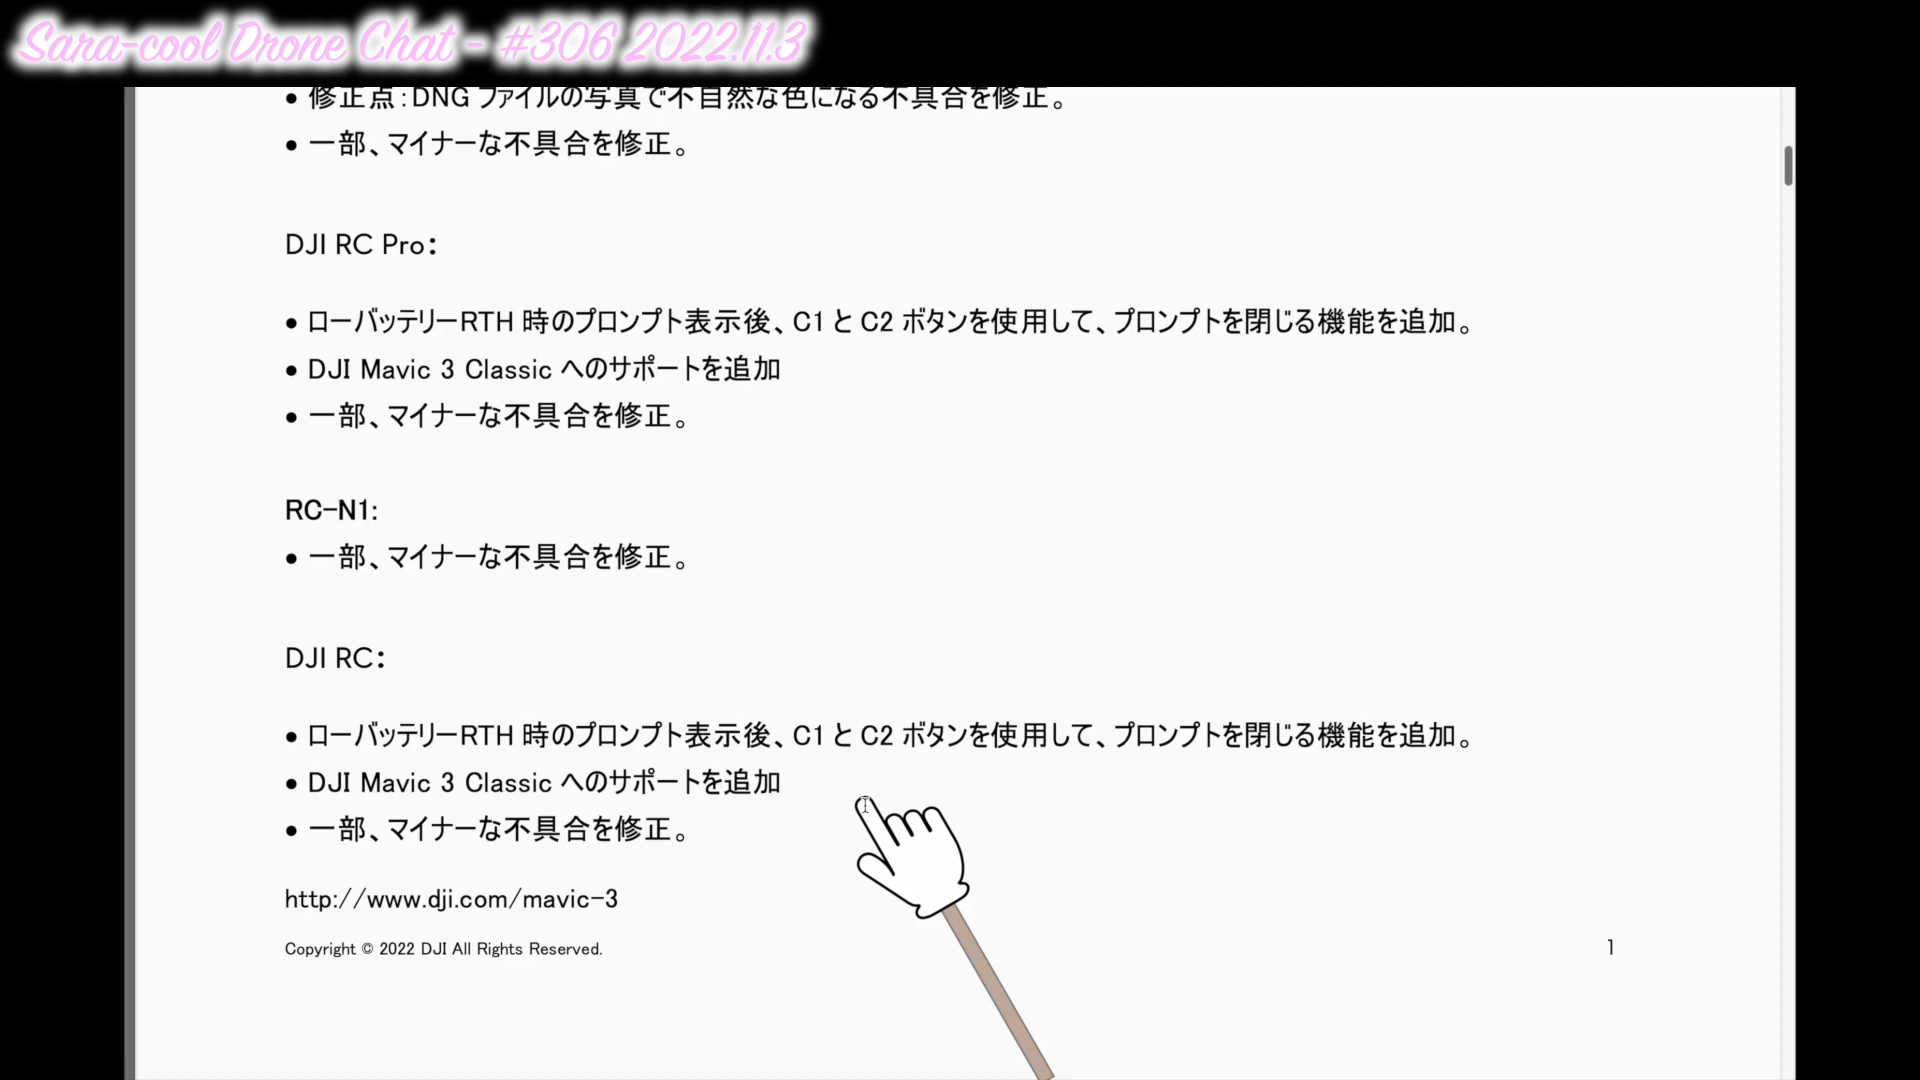 Sara-cool Drone Chat - #306 2022.11.3
● 修正点：DNG ファイルの写真で不自然な色になる不具合を修正。
● 一部、マイナーな不具合を修正。
DJI RC Pro：
● ローバッテリーRTH 時のプロンプト表示後、C1 と C2 ボタンを使用して、プロンプトを閉じる機能を追加。
● DJI Mavic 3 Classic へのサポートを追加
● 一部、マイナーな不具合を修正。
RC-N1:
● 一部、マイナーな不具合を修正。
DJI RC：
● ローバッテリーRTH 時のプロンプト表示後、C1 と C2 ボタンを使用して、プロンプトを閉じる機能を追加。
● DJI Mavic 3 Classic へのサポートを追加
● 一部、マイナーな不具合を修正。
http://www.dji.com/mavic-3
Copyright © 2022 DJI All Rights Reserved.
1